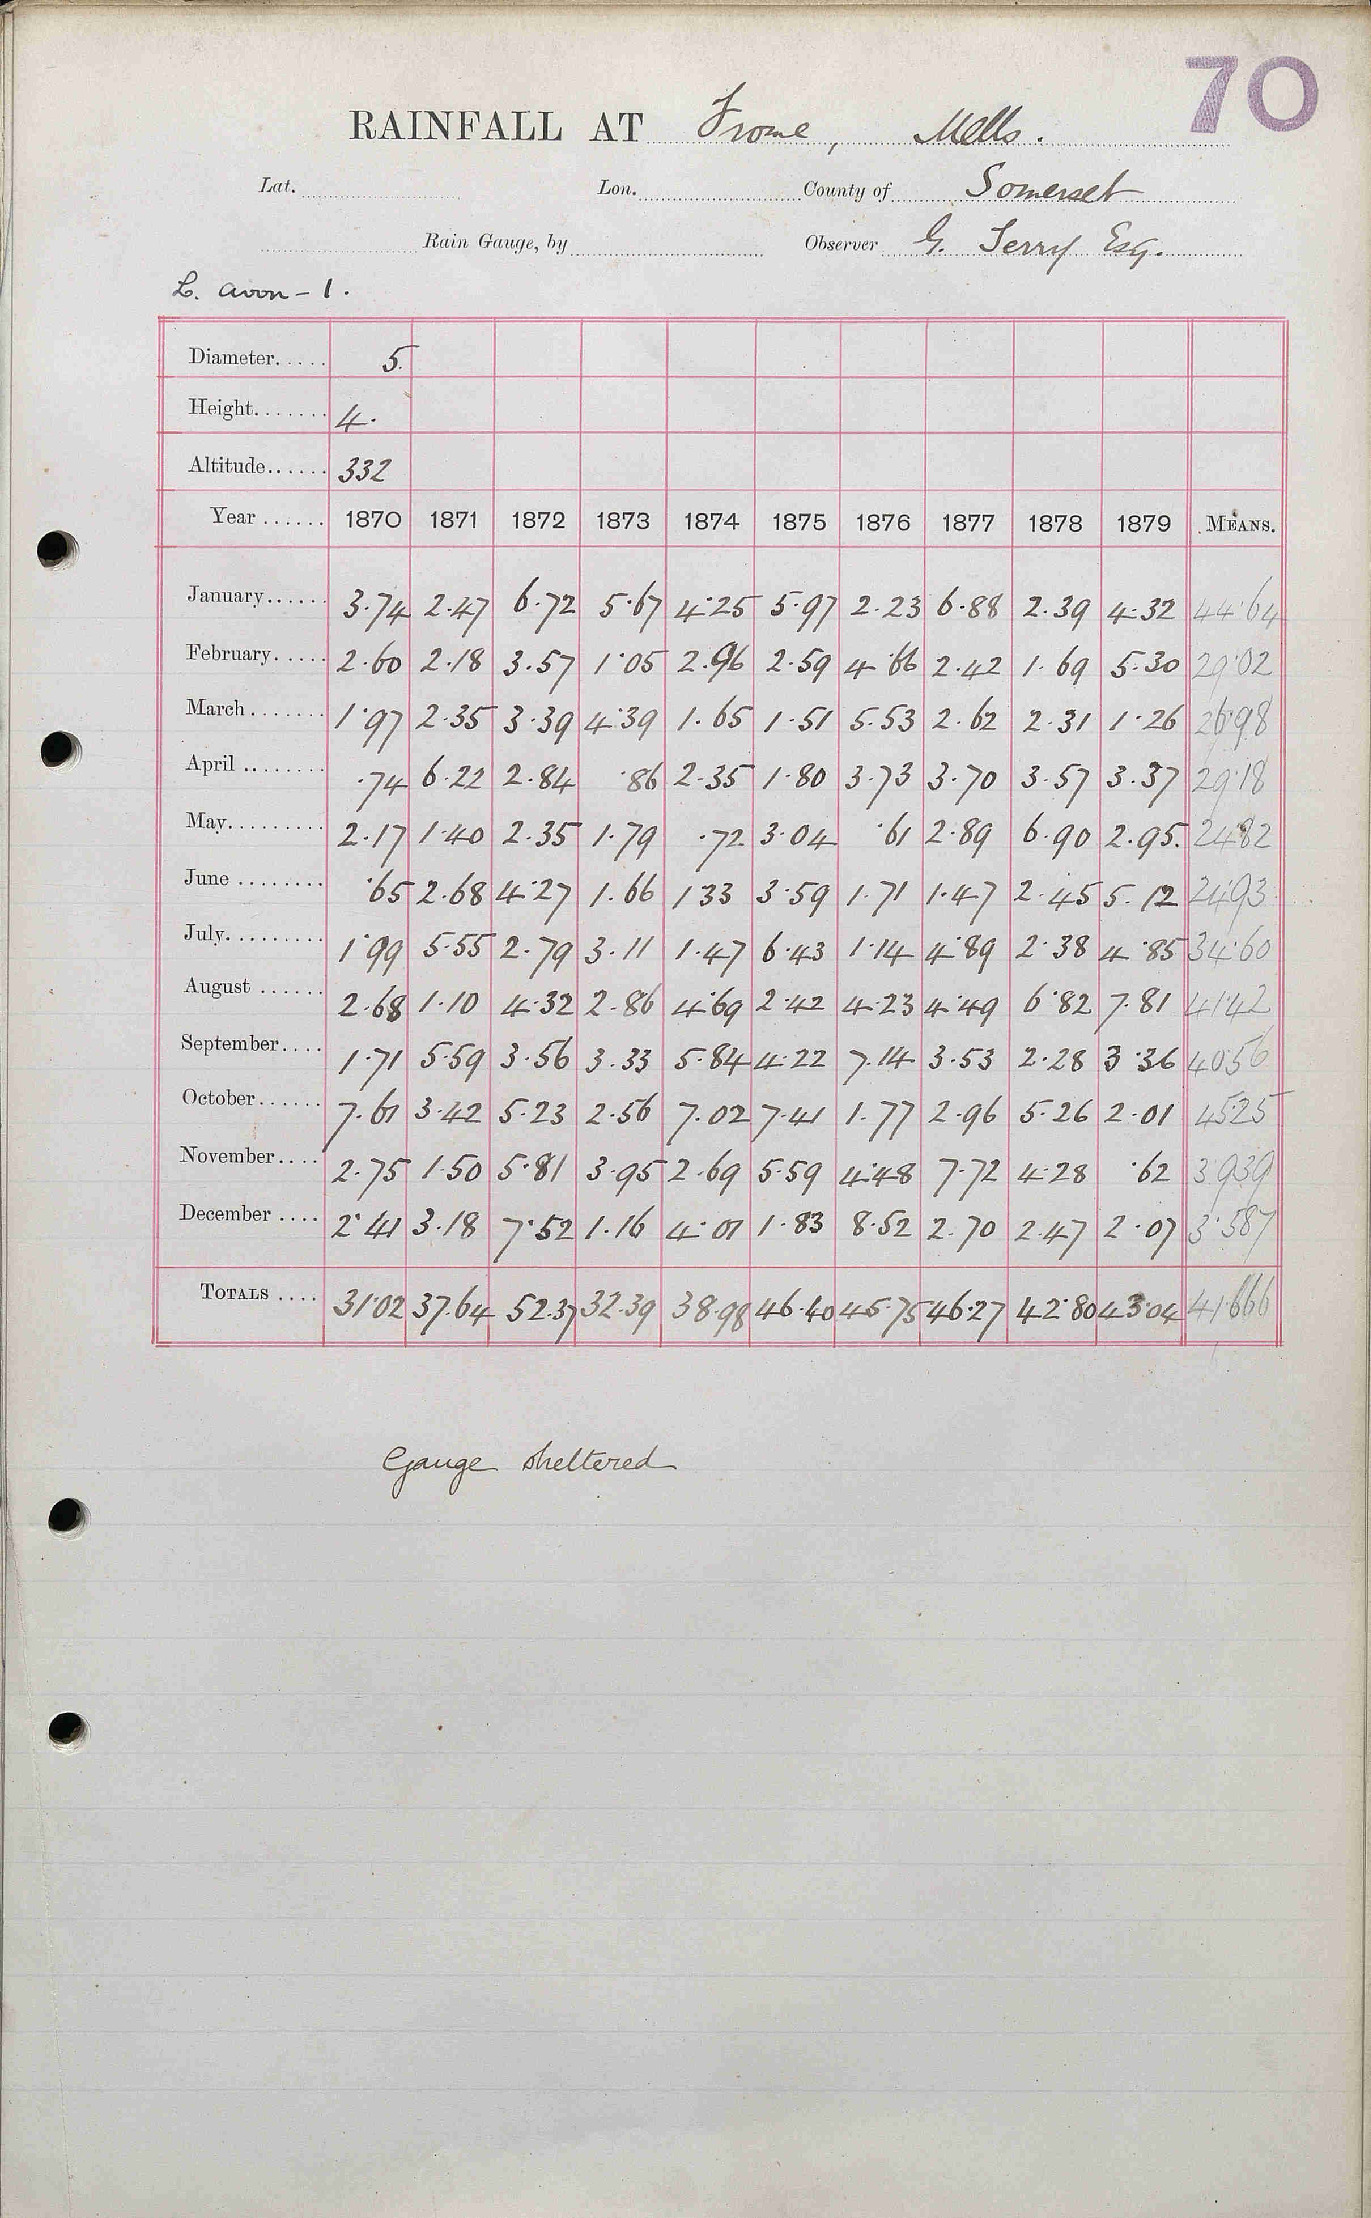 70
RAINFALL AT Frome, Mells.
Lat. Lon. County of Somerset
Rain Gauge, by Observer G. Terry Esq.
L. Avon - 1.
Diameter..... 5.
Height....... 4.
Altitude...... 332
Year ...... 1870 1871 1872 1873 1874 1875 1876 1877 1878 1879 MEANS.
January...... 3.74 2.47 6.72 5.67 4.25 5.97 2.23 6.88 2.39 4.32 44.64
February..... 2.60 2.18 3.57 1.05 2.96 2.59 4.66 2.42 1.69 5.30 29.02
March....... 1.97 2.35 3.39 4.39 1.65 1.51 5.53 2.62 2.31 1.26 26.98
April ........ .74 6.22 2.84 .86 2.35 1.80 3.73 3.70 3.57 3.37 29.18
May......... 2.17 1.40 2.35 1.79 .72 3.04 .61 2.89 6.90 2.95. 24.82
June ........ .65 2.68 4.27 1.66 1 33 3.59 1.71 1.47 2.45 5.12 24.93
July......... 1.99 5.55 2.79 3.11 1.47 6.43 1.14 4.89 2.38 4.85 34.60
August ...... 2.68 1.10 4.32 2.86 4.69 2.42 4.23 4.49 6.82 7.81 41.42
September.... 1.71 5.59 3.56 3.33 5.84 4.22 7.14 3.53 2.28 3.36 40.56
October...... 7.61 3.42 5.23 2.56 7.02 7.41 1.77 2.96 5.26 2.01 45.25
November.... 2.75 1.50 5.81 3.95 2.69 5.59 4.48 7.72 4.28 .62 39.39
December .... 2.41 3.18 7.52 1.16 4.01 1.83 8.52 2.70 2.47 2.07 3.587
TOTALS .... 31.02 37.64 52.37 32.39 38.98 46.40 45.75 46.27 42.80 43.04 41.666
Gauge sheltered